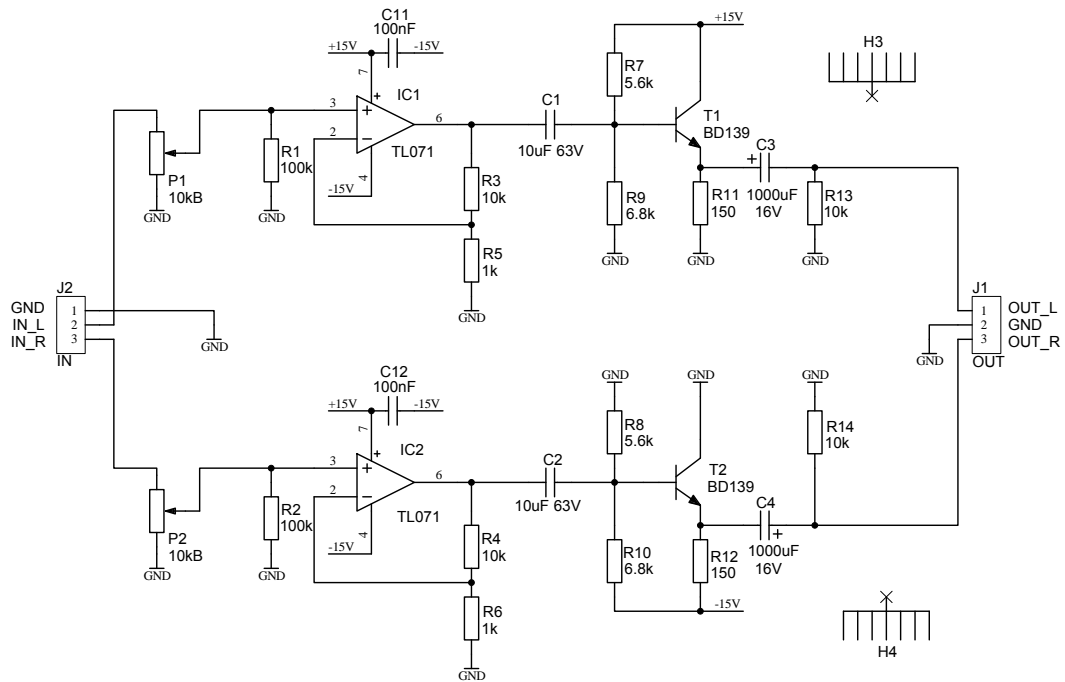 C11
100nF
+15V
-15V
7
+
IC1
3
+
2
−
6
4
TL071
-15V
P1
10kB
GND
R1
100k
GND
R3
10k
R5
1k
GND
C1
10uF 63V
R7
5.6k
R9
6.8k
GND
+15V
T1
BD139
R11
150
GND
C3
+
1000uF
16V
R13
10k
GND
H3
J2
GND
1
IN_L
2
IN_R
3
IN
GND
J1
1
OUT_L
2
GND
3
OUT_R
OUT
GND
C12
100nF
+15V
-15V
7
+
IC2
3
+
2
−
6
4
TL071
-15V
P2
10kB
GND
R2
100k
GND
R4
10k
R6
1k
GND
C2
10uF 63V
GND
R8
5.6k
R10
6.8k
GND
T2
BD139
R12
150
-15V
C4
+
1000uF
16V
GND
R14
10k
H4